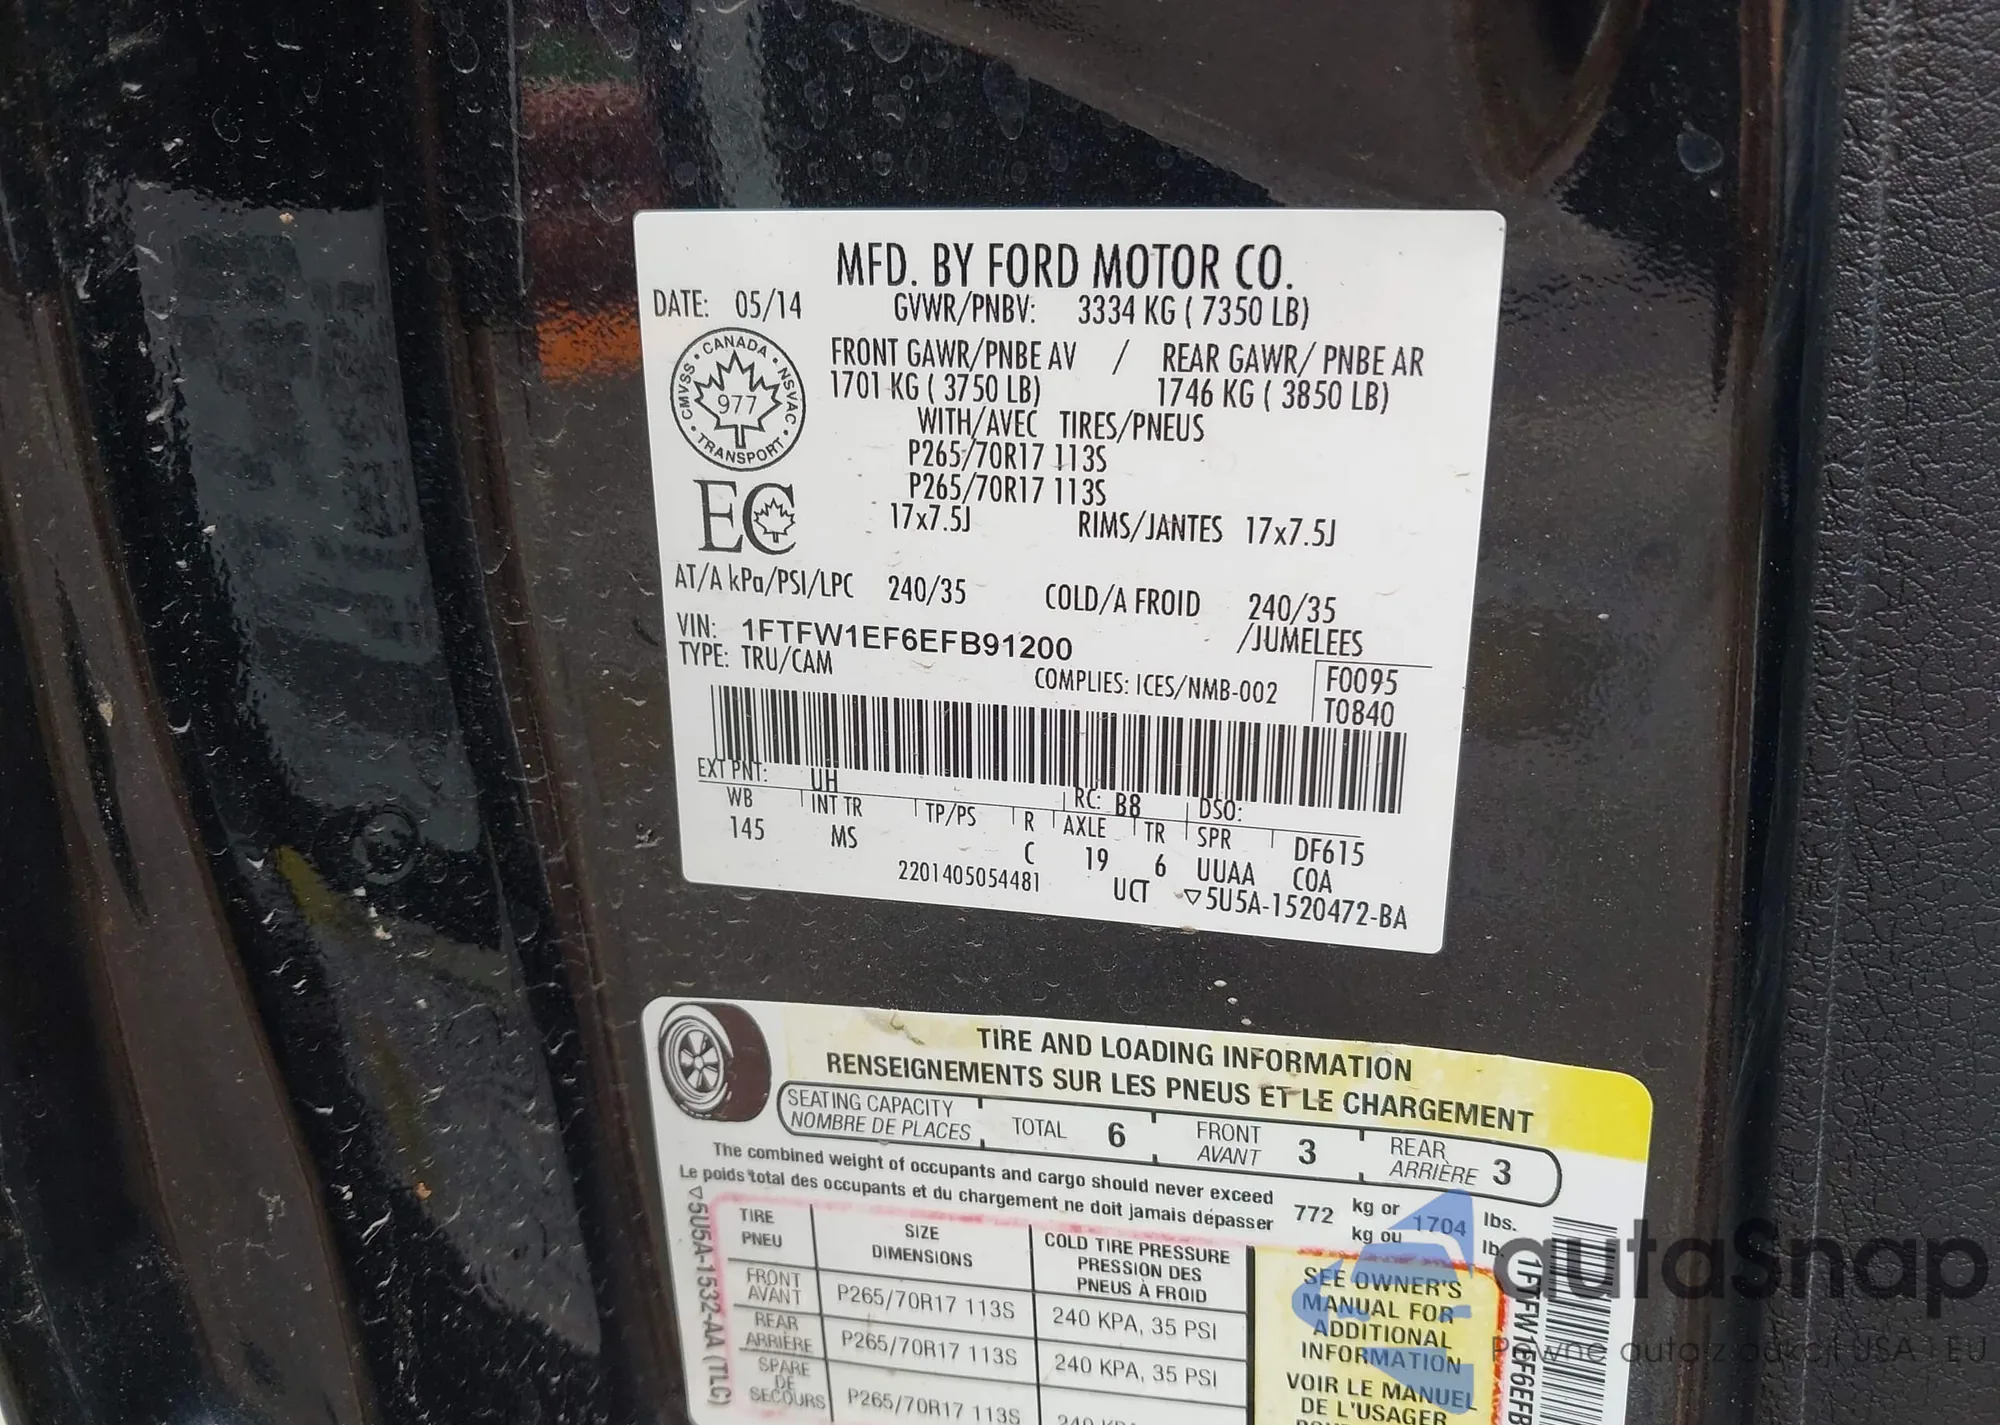 MFD. BY FORD MOTOR CO.
DATE: 05/14 GVWR/PNBV: 3334 KG ( 7350 LB)
FRONT GAWR/PNBE AV / REAR GAWR/ PNBE AR
1701 KG ( 3750 LB) 1746 KG ( 3850 LB)
CANADA • NSVAC • TRANSPORT • CMVSS •
977
WITH/AVEC TIRES/PNEUS
P265/70R17 113S
P265/70R17 113S
EC
17x7.5J RIMS/JANTES 17x7.5J
AT/A kPa/PSI/LPC 240/35 COLD/A FROID 240/35
VIN: 1FTFW1EF6EFB91200 /JUMELEES
TYPE: TRU/CAM COMPLIES: ICES/NMB-002 F0095
T0840
EXT PNT: UH RC: B8 DSO:
WB INT TR TP/PS R AXLE TR SPR DF615
145 MS C 19 6 UUAA COA
2201405054481 UCT ▽5U5A-1520472-BA
TIRE AND LOADING INFORMATION
RENSEIGNEMENTS SUR LES PNEUS ET LE CHARGEMENT
SEATING CAPACITY
NOMBRE DE PLACES
TOTAL 6
FRONT
AVANT
3
REAR
ARRIÈRE
3
The combined weight of occupants and cargo should never exceed
Le poids total des occupants et du chargement ne doit jamais dépasser
772 kg or
kg ou
1704 lbs.
lb.
▽5U5A-1532-AA (TLC)
TIRE
PNEU
SIZE
DIMENSIONS
COLD TIRE PRESSURE
PRESSION DES
PNEUS À FROID
FRONT
AVANT
P265/70R17 113S 240 KPA, 35 PSI
REAR
ARRIÈRE
P265/70R17 113S 240 KPA, 35 PSI
SPARE
DE
SECOURS
P265/70R17 113S
SEE OWNER'S
MANUAL FOR
ADDITIONAL
INFORMATION
VOIR LE MANUEL
DE L'USAGER
1FTFW1EF6EFB
autaSnap
Pewne auto z aukcji USA i EU